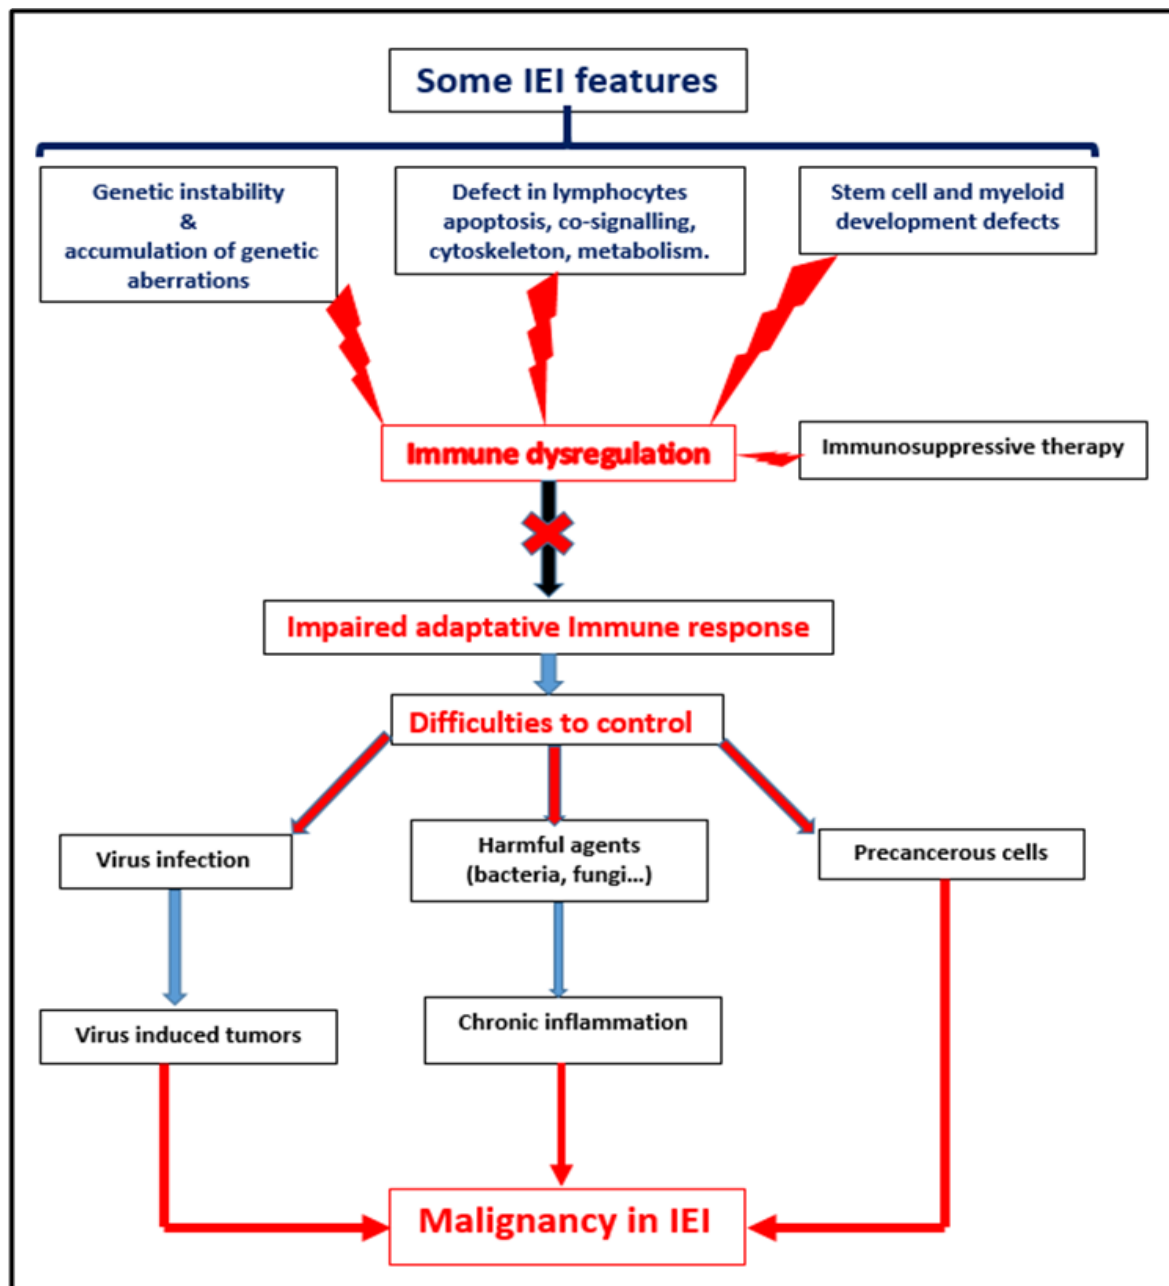 Some IEI features
Genetic instability
&
accumulation of genetic
aberrations
Defect in lymphocytes
apoptosis, co-signalling,
cytoskeleton, metabolism.
Stem cell and myeloid
development defects
Immune dysregulation
Immunosuppressive therapy
Impaired adaptative Immune response
Difficulties to control
Virus infection
Harmful agents
(bacteria, fungi...)
Precancerous cells
Virus induced tumors
Chronic inflammation
Malignancy in IEI